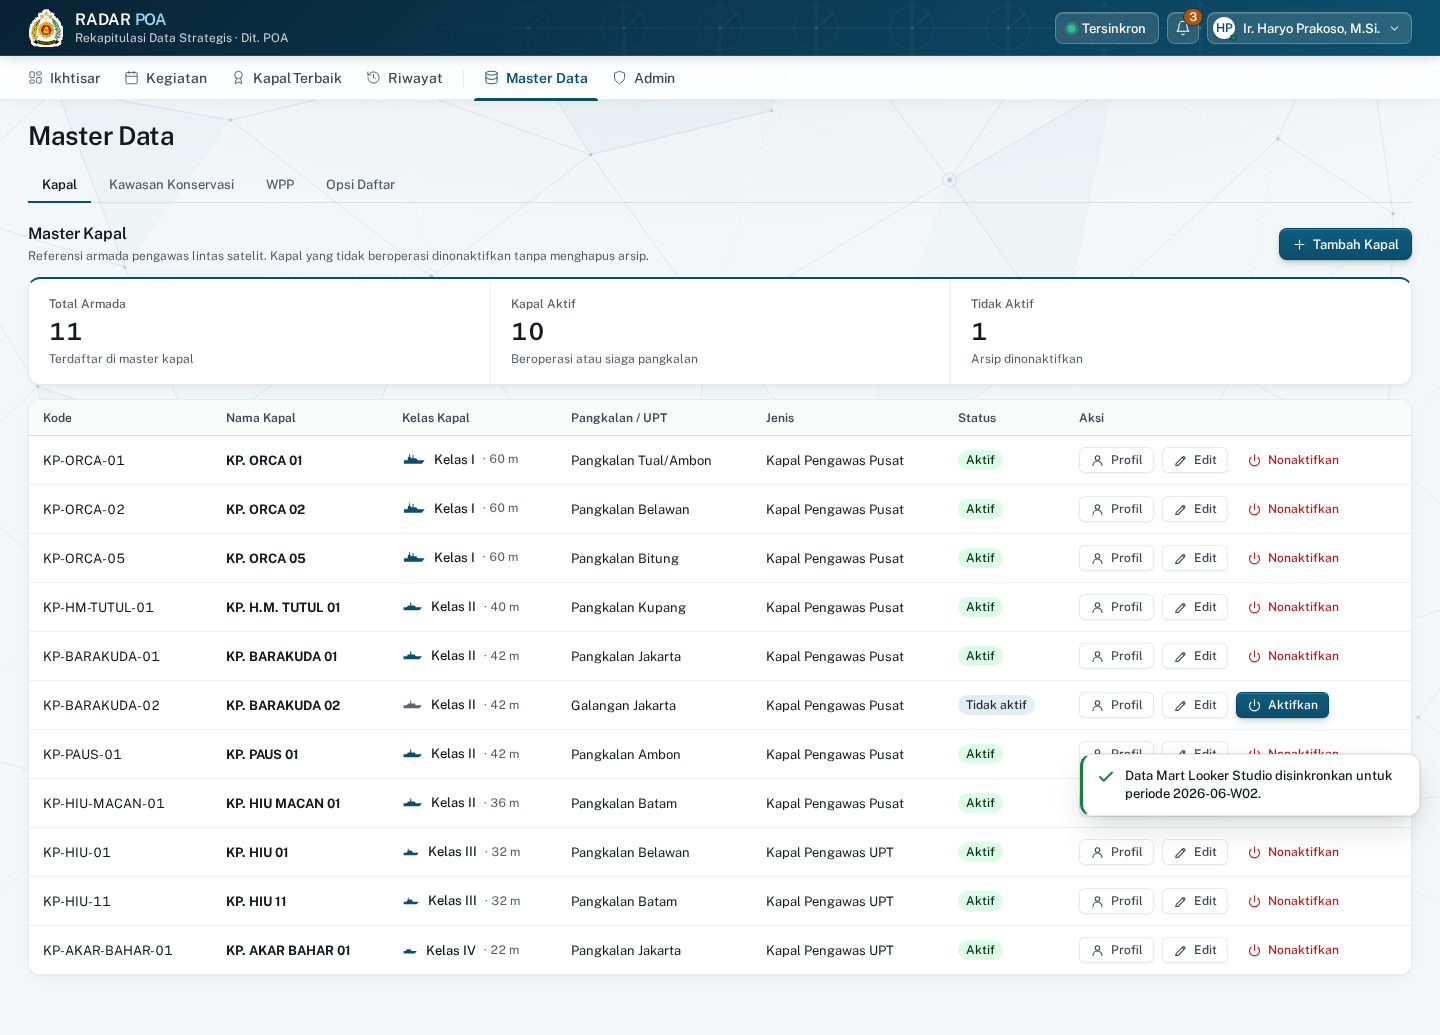 RADAR POA
Rekapitulasi Data Strategis · Dit. POA
Tersinkron
3
HP Ir. Haryo Prakoso, M.Si.
Ikhtisar Kegiatan Kapal Terbaik Riwayat Master Data Admin
Master Data
Kapal Kawasan Konservasi WPP Opsi Daftar
Master Kapal
Referensi armada pengawas lintas satelit. Kapal yang tidak beroperasi dinonaktifkan tanpa menghapus arsip.
Tambah Kapal
Total Armada
11
Terdaftar di master kapal
Kapal Aktif
10
Beroperasi atau siaga pangkalan
Tidak Aktif
1
Arsip dinonaktifkan
Kode Nama Kapal Kelas Kapal Pangkalan / UPT Jenis Status Aksi
KP-ORCA-01 KP. ORCA 01 Kelas I · 60 m Pangkalan Tual/Ambon Kapal Pengawas Pusat Aktif Profil Edit Nonaktifkan
KP-ORCA-02 KP. ORCA 02 Kelas I · 60 m Pangkalan Belawan Kapal Pengawas Pusat Aktif Profil Edit Nonaktifkan
KP-ORCA-05 KP. ORCA 05 Kelas I · 60 m Pangkalan Bitung Kapal Pengawas Pusat Aktif Profil Edit Nonaktifkan
KP-HM-TUTUL-01 KP. H.M. TUTUL 01 Kelas II · 40 m Pangkalan Kupang Kapal Pengawas Pusat Aktif Profil Edit Nonaktifkan
KP-BARAKUDA-01 KP. BARAKUDA 01 Kelas II · 42 m Pangkalan Jakarta Kapal Pengawas Pusat Aktif Profil Edit Nonaktifkan
KP-BARAKUDA-02 KP. BARAKUDA 02 Kelas II · 42 m Galangan Jakarta Kapal Pengawas Pusat Tidak aktif Profil Edit Aktifkan
KP-PAUS-01 KP. PAUS 01 Kelas II · 42 m Pangkalan Ambon Kapal Pengawas Pusat Aktif Profil Edit Nonaktifkan
KP-HIU-MACAN-01 KP. HIU MACAN 01 Kelas II · 36 m Pangkalan Batam Kapal Pengawas Pusat Aktif
Data Mart Looker Studio disinkronkan untuk
periode 2026-06-W02.
KP-HIU-01 KP. HIU 01 Kelas III · 32 m Pangkalan Belawan Kapal Pengawas UPT Aktif Profil Edit Nonaktifkan
KP-HIU-11 KP. HIU 11 Kelas III · 32 m Pangkalan Batam Kapal Pengawas UPT Aktif Profil Edit Nonaktifkan
KP-AKAR-BAHAR-01 KP. AKAR BAHAR 01 Kelas IV · 22 m Pangkalan Jakarta Kapal Pengawas UPT Aktif Profil Edit Nonaktifkan